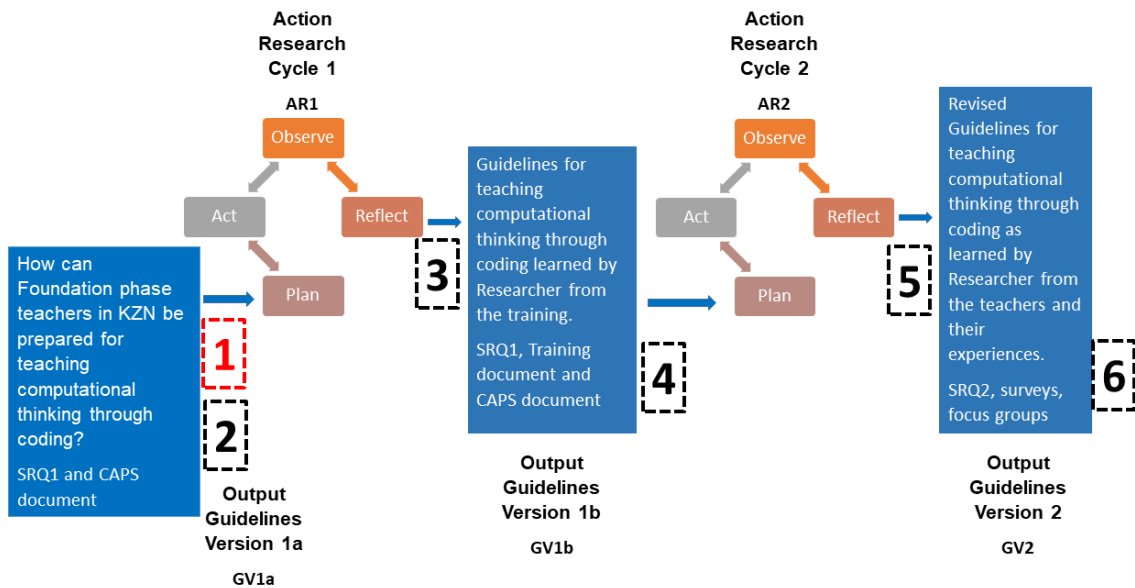 Action
Research
Cycle 1
AR1
Observe
Act
Reflect
Plan
How can
Foundation phase
teachers in KZN be
prepared for
teaching
computational
thinking through
coding?
SRQ1 and CAPS
document
1
2
Output
Guidelines
Version 1a
GV1a
3
Guidelines for
teaching
computational
thinking through
coding learned by
Researcher from
the training.
SRQ1, Training
document and
CAPS document
Output
Guidelines
Version 1b
GV1b
4
Action
Research
Cycle 2
AR2
Observe
Act
Reflect
Plan
5
Revised
Guidelines for
teaching
computational
thinking through
coding as
learned by
Researcher from
the teachers and
their
experiences.
SRQ2, surveys,
focus groups
6
Output
Guidelines
Version 2
GV2